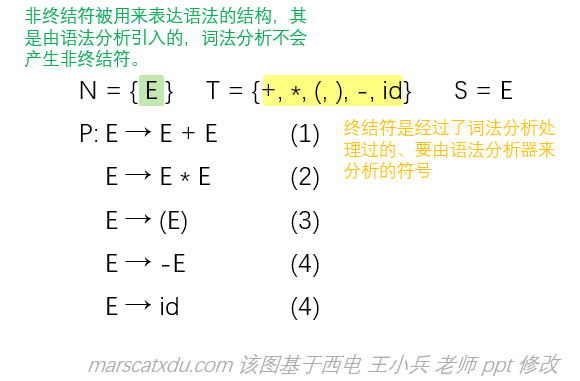 非终结符被用来表达语法的结构，其
是由语法分析引入的，词法分析不会
产生非终结符。
N = { E } T = {+, *, (, ), -, id} S = E
P: E → E + E (1)
终结符是经过了词法分析处
理过的、要由语法分析器来
分析的符号
E → E * E (2)
E → (E) (3)
E → -E (4)
E → id (4)
marscatxdu.com 该图基于西电 王小兵 老师 ppt 修改